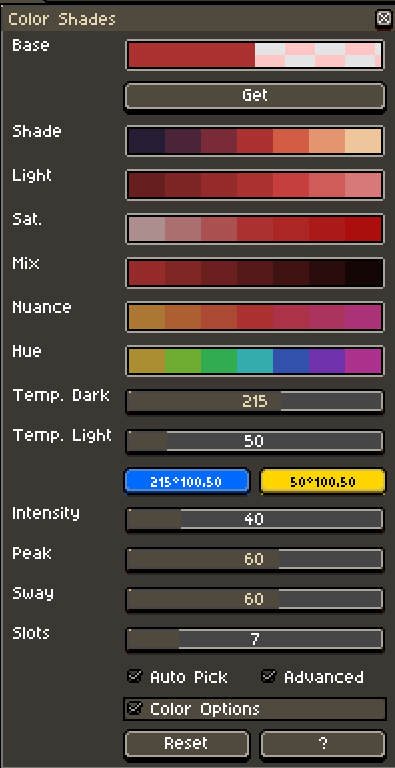 Color Shades
Base
Get
Shade
Light
Sat.
Mix
Nuance
Hue
Temp. Dark 215
Temp. Light 50
215°100,50 50°100,50
Intensity 40
Peak 60
Sway 60
Slots 7
Auto Pick Advanced
Color Options
Reset ?